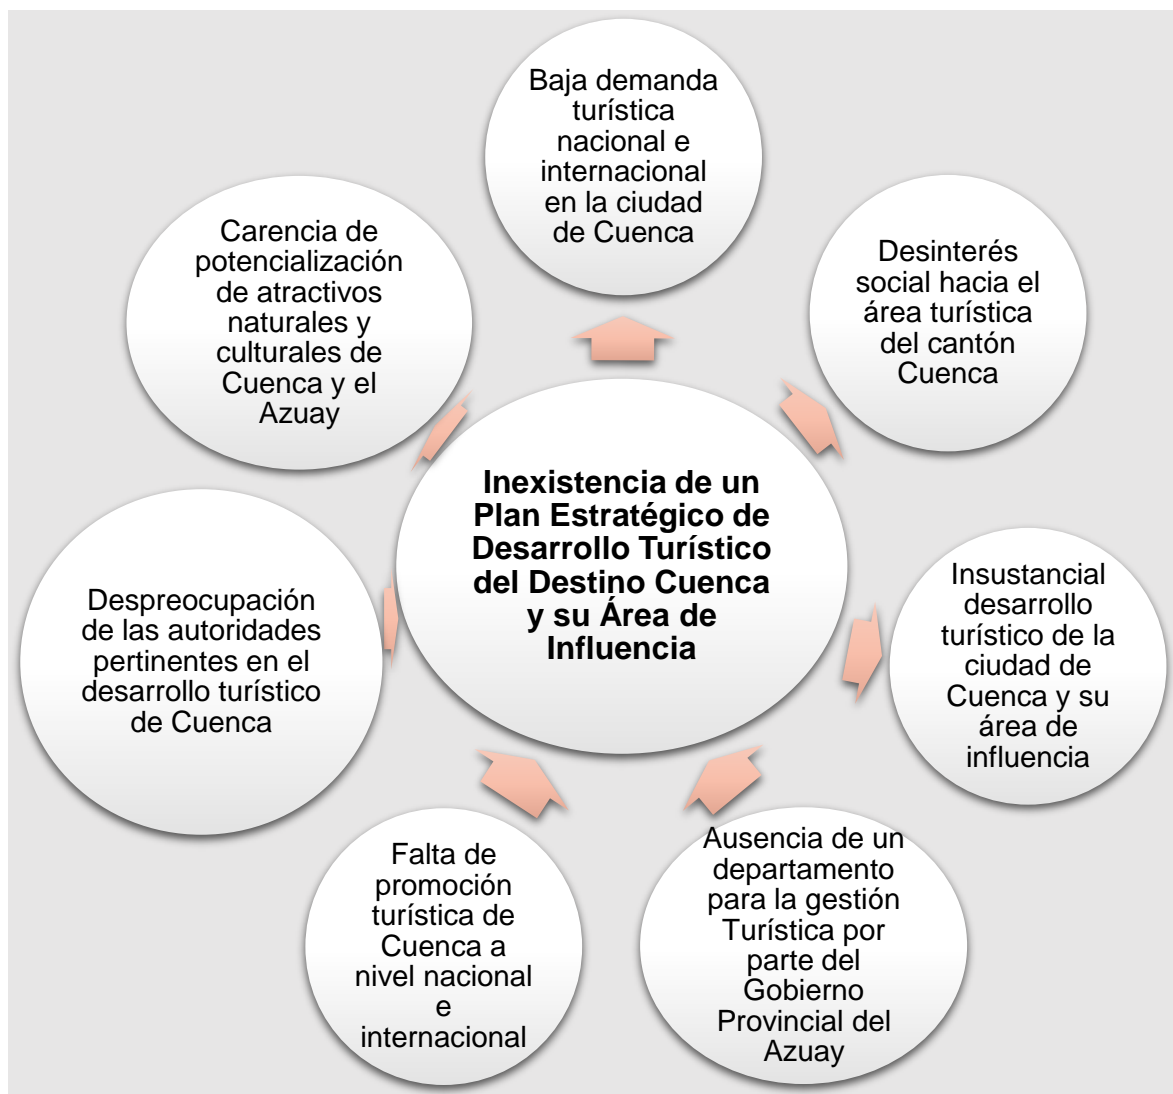 Baja demanda
turística
nacional e
internacional
en la ciudad
de Cuenca
Carencia de
potencialización
de atractivos
naturales y
culturales de
Cuenca y el
Azuay
Desinterés
social hacia el
área turística
del cantón
Cuenca
Inexistencia de un
Plan Estratégico de
Desarrollo Turístico
del Destino Cuenca
y su Área de
Influencia
Despreocupación
de las autoridades
pertinentes en el
desarrollo turístico
de Cuenca
Insustancial
desarrollo
turístico de la
ciudad de
Cuenca y su
área de
influencia
Falta de
promoción
turística de
Cuenca a
nivel nacional
e
internacional
Ausencia de un
departamento
para la gestión
Turística por
parte del
Gobierno
Provincial del
Azuay